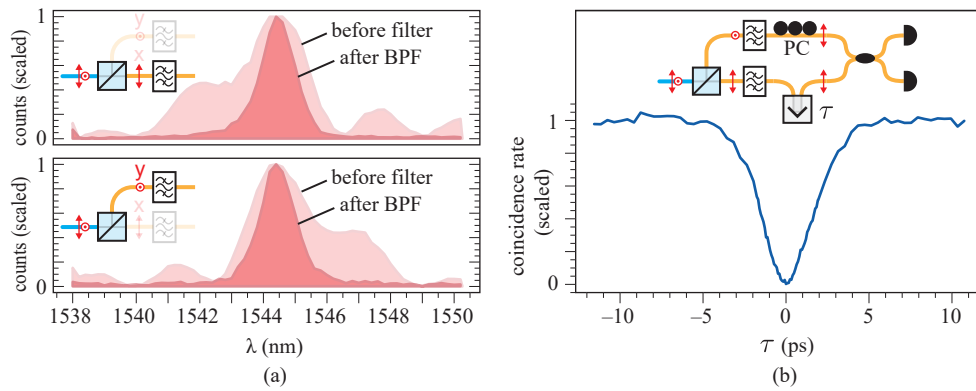 counts (scaled)
1
0
y
x
before filter
after BPF
counts (scaled)
1
0
y
x
before filter
after BPF
1538 1540 1542 1544 1546 1548 1550
λ (nm)
(a)
coincidence rate
(scaled)
1
0
PC
τ
−10 −5 0 5 10
τ (ps)
(b)